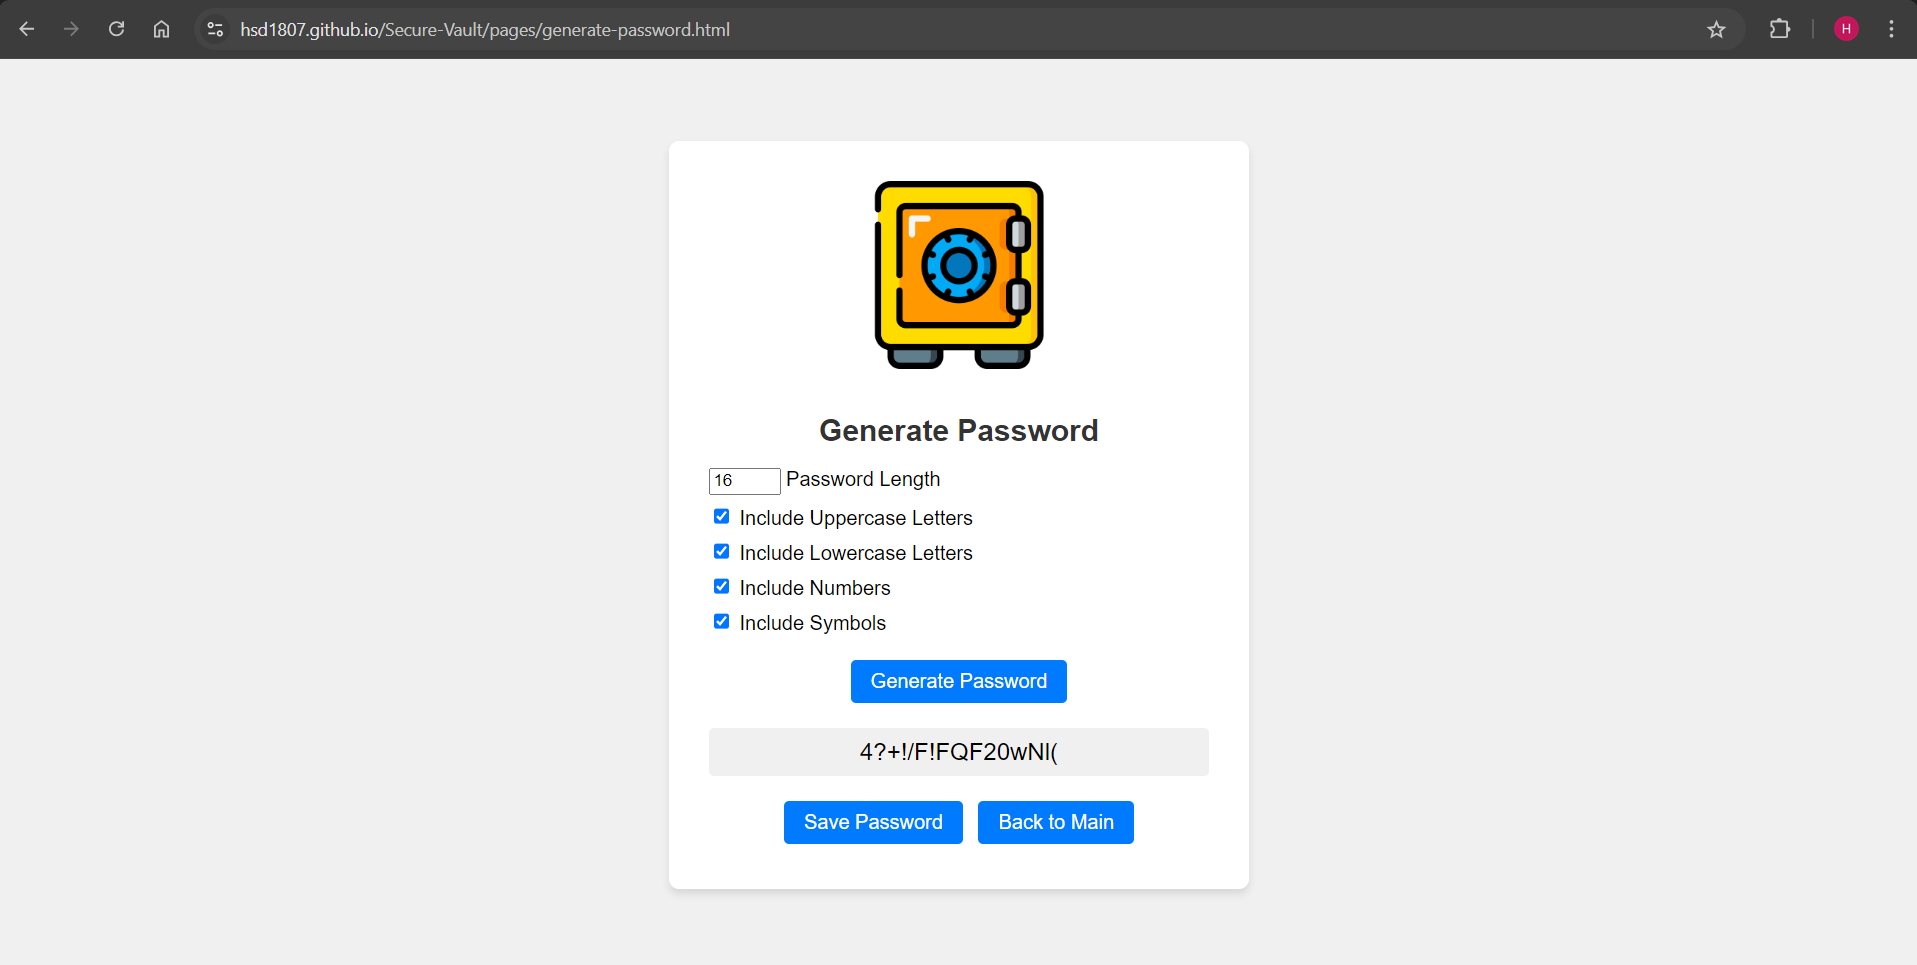 hsd1807.github.io/Secure-Vault/pages/generate-password.html
H
Generate Password
16 Password Length
Include Uppercase Letters
Include Lowercase Letters
Include Numbers
Include Symbols
Generate Password
4?+!/F!FQF20wNl(
Save Password Back to Main